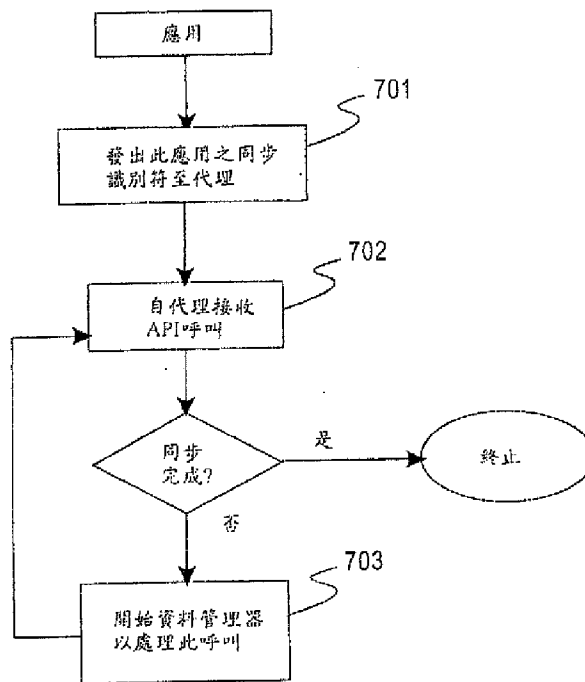 應用
701
發出此應用之同步
識別符至代理
702
自代理接收
API呼叫
同步
完成?
是
終止
否
703
開始資料管理器
以處理此呼叫